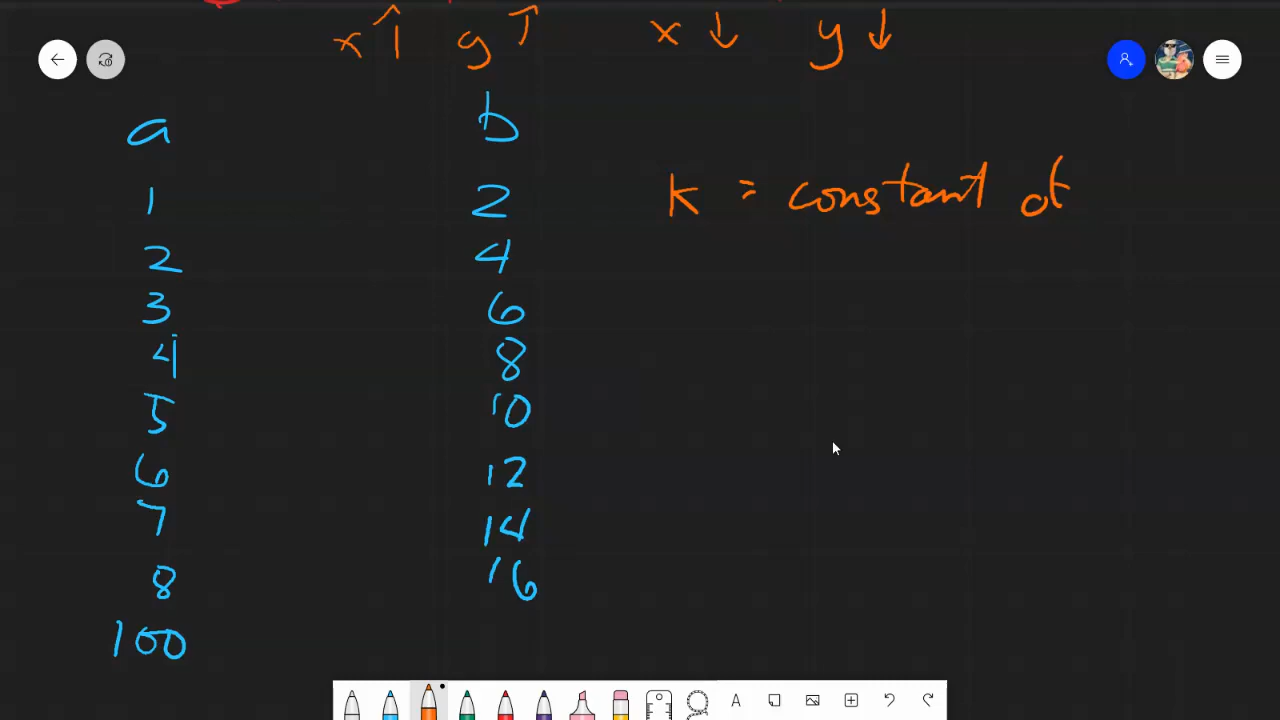 x ↑ y ↑ x ↓ y ↓
a b
1 2 K = constant of
2 4
3 6
4 8
5 10
6 12
7 14
8 16
100
A